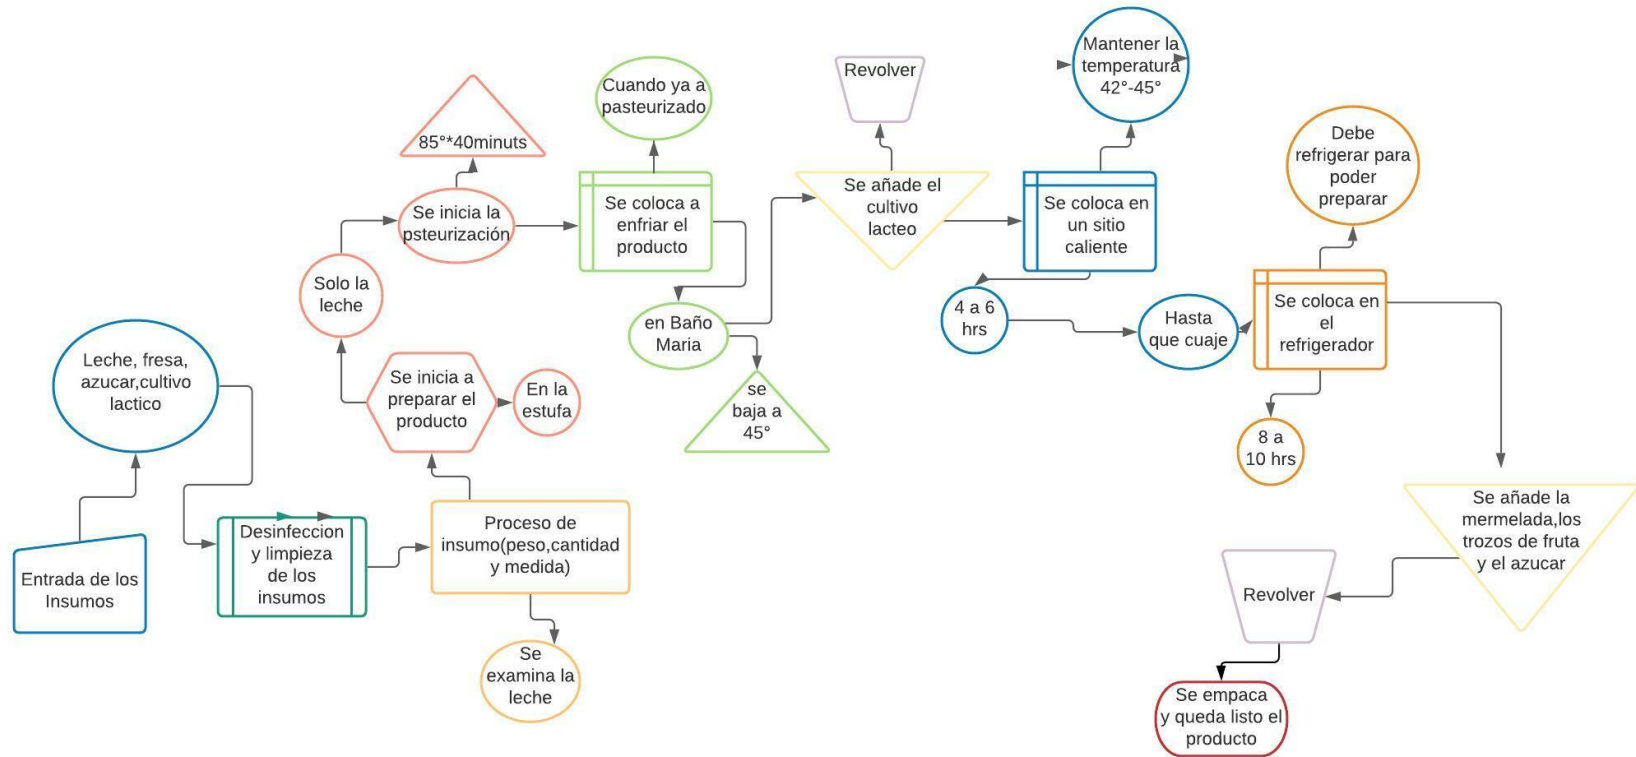 Entrada de los
Insumos
Leche, fresa,
azucar,cultivo
lactico
Desinfeccion
y limpieza
de los
insumos
Proceso de
insumo(peso,cantidad
y medida)
Se
examina la
leche
Se inicia a
preparar el
producto
En la
estufa
Solo la
leche
Se inicia la
psteurización
85°*40minuts
Se coloca a
enfriar el
producto
Cuando ya a
pasteurizado
en Baño
Maria
se
baja a
45°
Se añade el
cultivo
lacteo
Revolver
Se coloca en
un sitio
caliente
Mantener la
temperatura
42°-45°
4 a 6
hrs
Hasta
que cuaje
Se coloca en
el
refrigerador
Debe
refrigerar para
poder
preparar
8 a
10 hrs
Se añade la
mermelada,los
trozos de fruta
y el azucar
Revolver
Se empaca
y queda listo el
producto